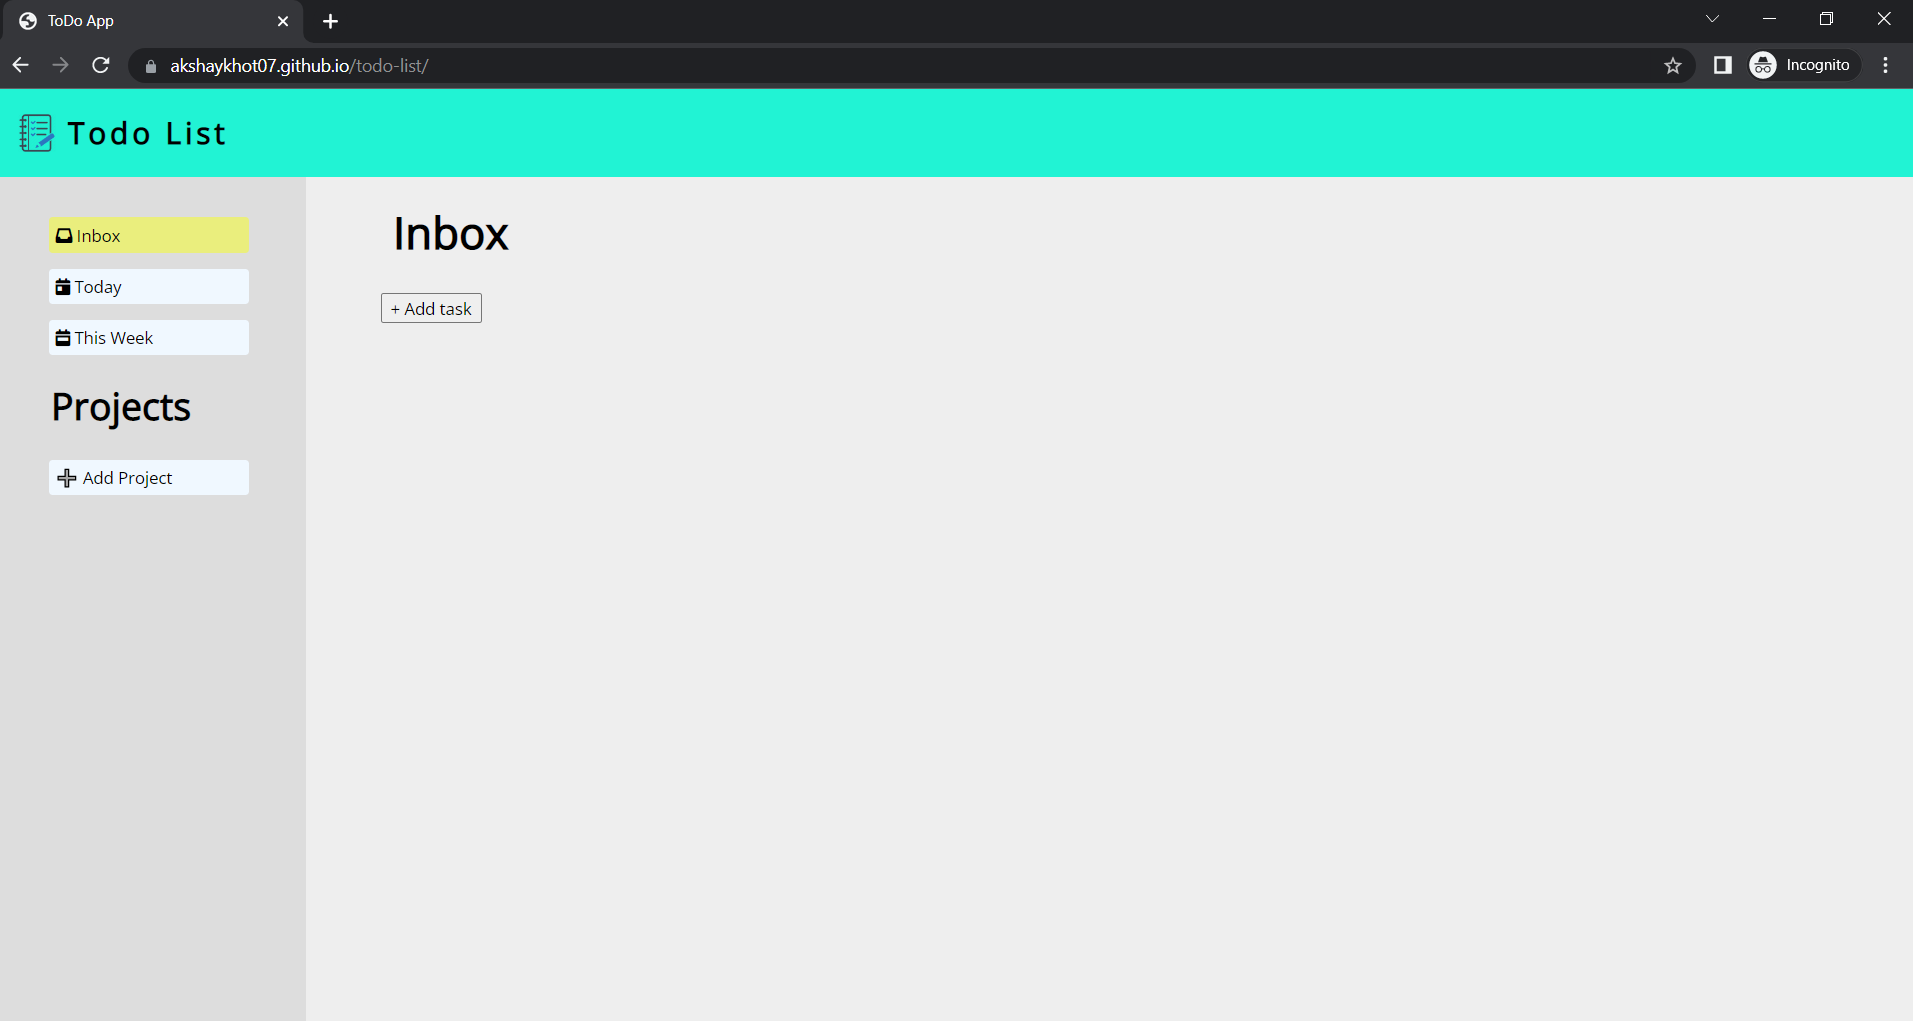 ToDo App
akshaykhot07.github.io/todo-list/
Incognito
Todo List
Inbox
Today
This Week
Projects
Add Project
Inbox
+ Add task